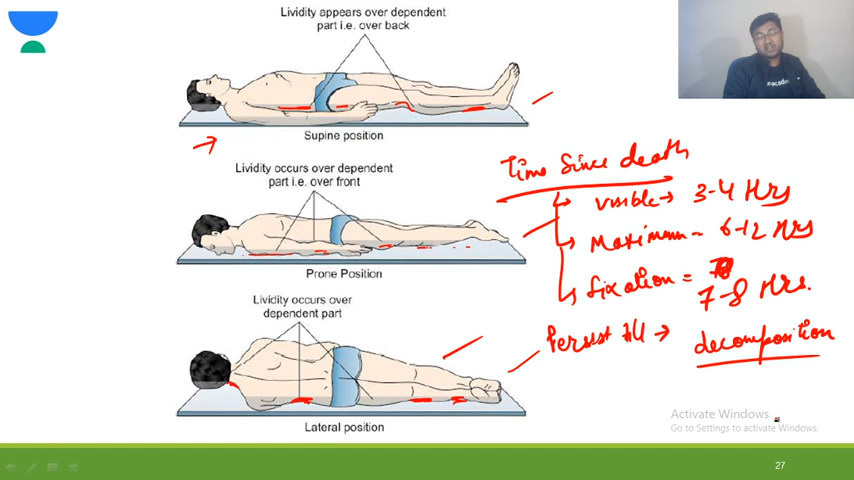 Lividity appears over dependent
part i.e. over back
Supine position
Lividity occurs over dependent
part i.e. over front
Prone Position
Lividity occurs over
dependent part
Lateral position
Time Since death
visible → 3-4 Hrs
Maximum - 6-12 Hrs
fixation =
7-8 Hrs.
Persist till → decomposition
Activate Windows
Go to Settings to activate Windows.
27